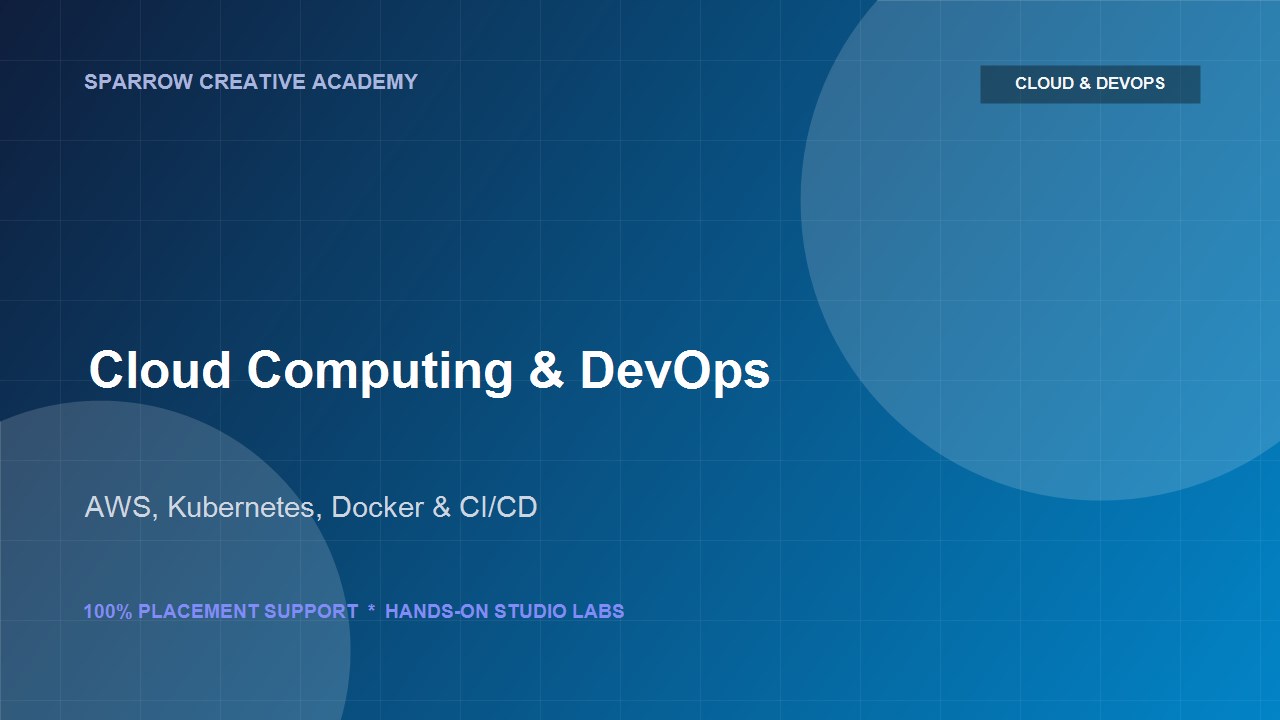 SPARROW CREATIVE ACADEMY
CLOUD & DEVOPS
Cloud Computing & DevOps
AWS, Kubernetes, Docker & CI/CD
100% PLACEMENT SUPPORT * HANDS-ON STUDIO LABS